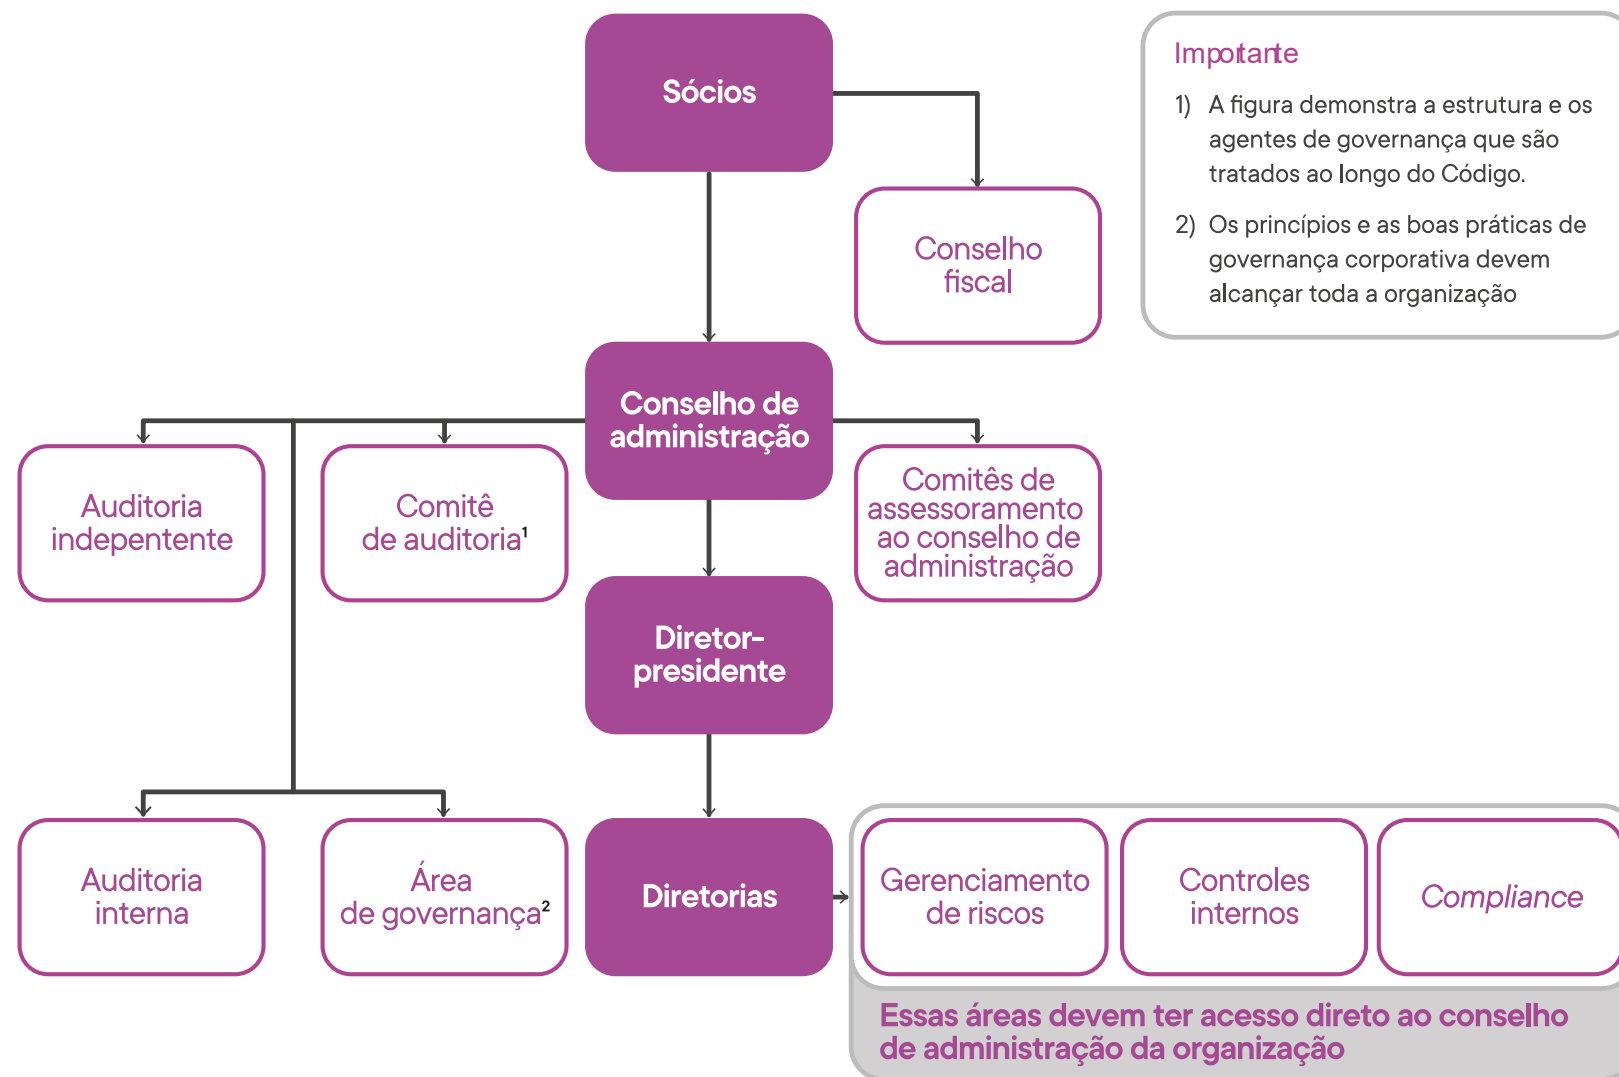 Sócios
Importante
1) A figura demonstra a estrutura e os
agentes de governança que são
tratados ao longo do Código.
2) Os princípios e as boas práticas de
governança corporativa devem
alcançar toda a organização
Conselho
fiscal
Conselho de
administração
Auditoria
indepentente
Comitê
de auditoria¹
Comitês de
assessoramento
ao conselho de
administração
Diretor-
presidente
Auditoria
interna
Área
de governança²
Diretorias
Gerenciamento
de riscos
Controles
internos
Compliance
Essas áreas devem ter acesso direto ao conselho
de administração da organização